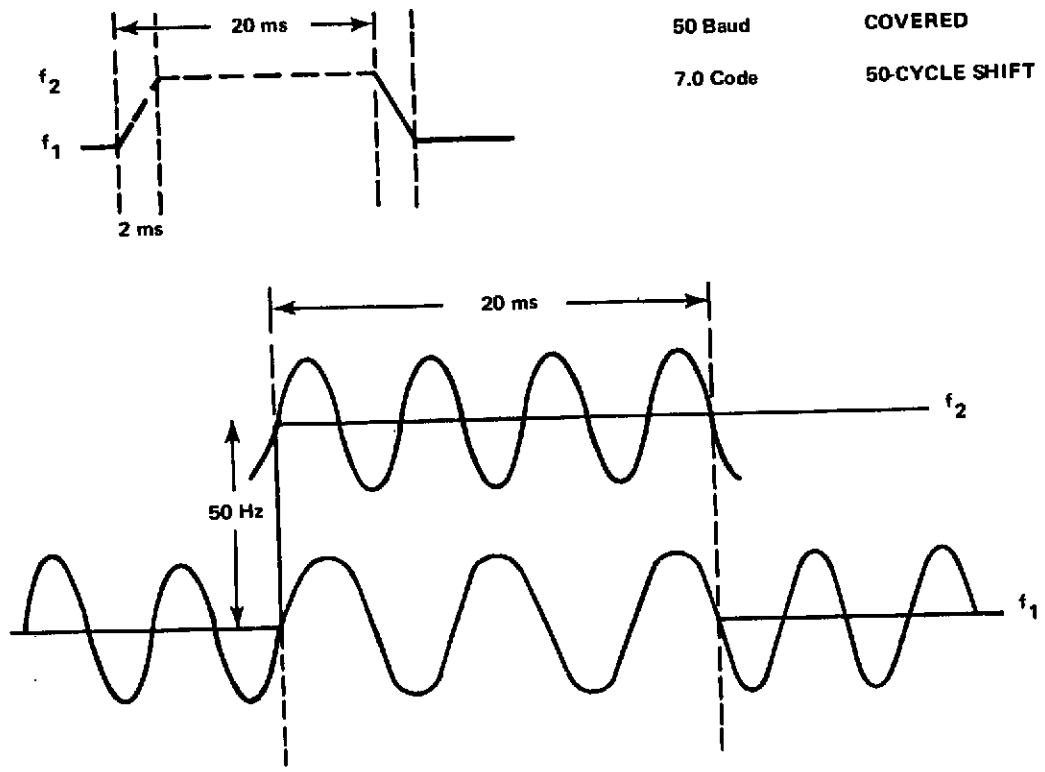 20 ms
50 Baud COVERED
7.0 Code 50-CYCLE SHIFT
f2
f1
2 ms
20 ms
f2
50 Hz
f1